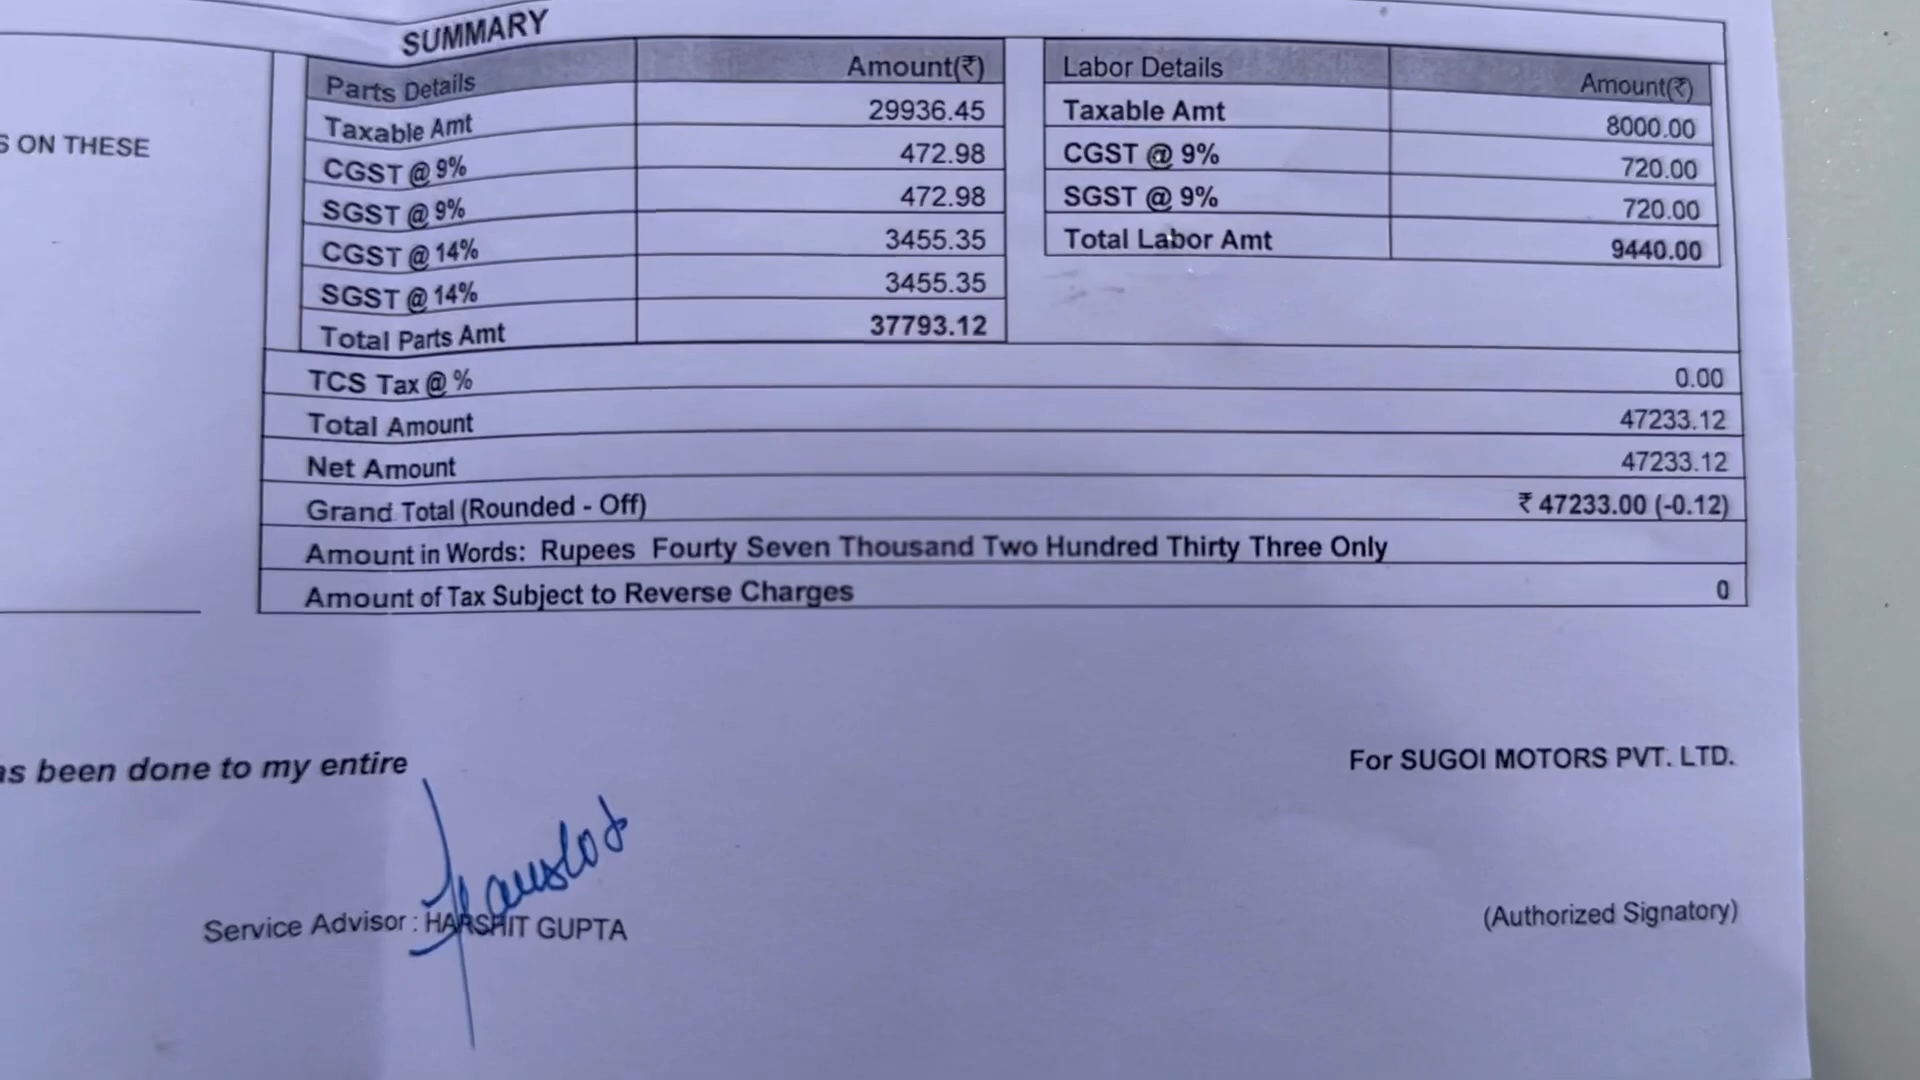 SUMMARY
Parts Details Amount(₹)
Taxable Amt 29936.45
CGST @ 9% 472.98
SGST @ 9% 472.98
CGST @ 14% 3455.35
SGST @ 14% 3455.35
Total Parts Amt 37793.12
Labor Details Amount(₹)
Taxable Amt 8000.00
CGST @ 9% 720.00
SGST @ 9% 720.00
Total Labor Amt 9440.00
S ON THESE
TCS Tax @ % 0.00
Total Amount 47233.12
Net Amount 47233.12
Grand Total (Rounded - Off) ₹ 47233.00 (-0.12)
Amount in Words: Rupees Fourty Seven Thousand Two Hundred Thirty Three Only
Amount of Tax Subject to Reverse Charges 0
as been done to my entire
For SUGOI MOTORS PVT. LTD.
Service Advisor : HARSHIT GUPTA
(Authorized Signatory)